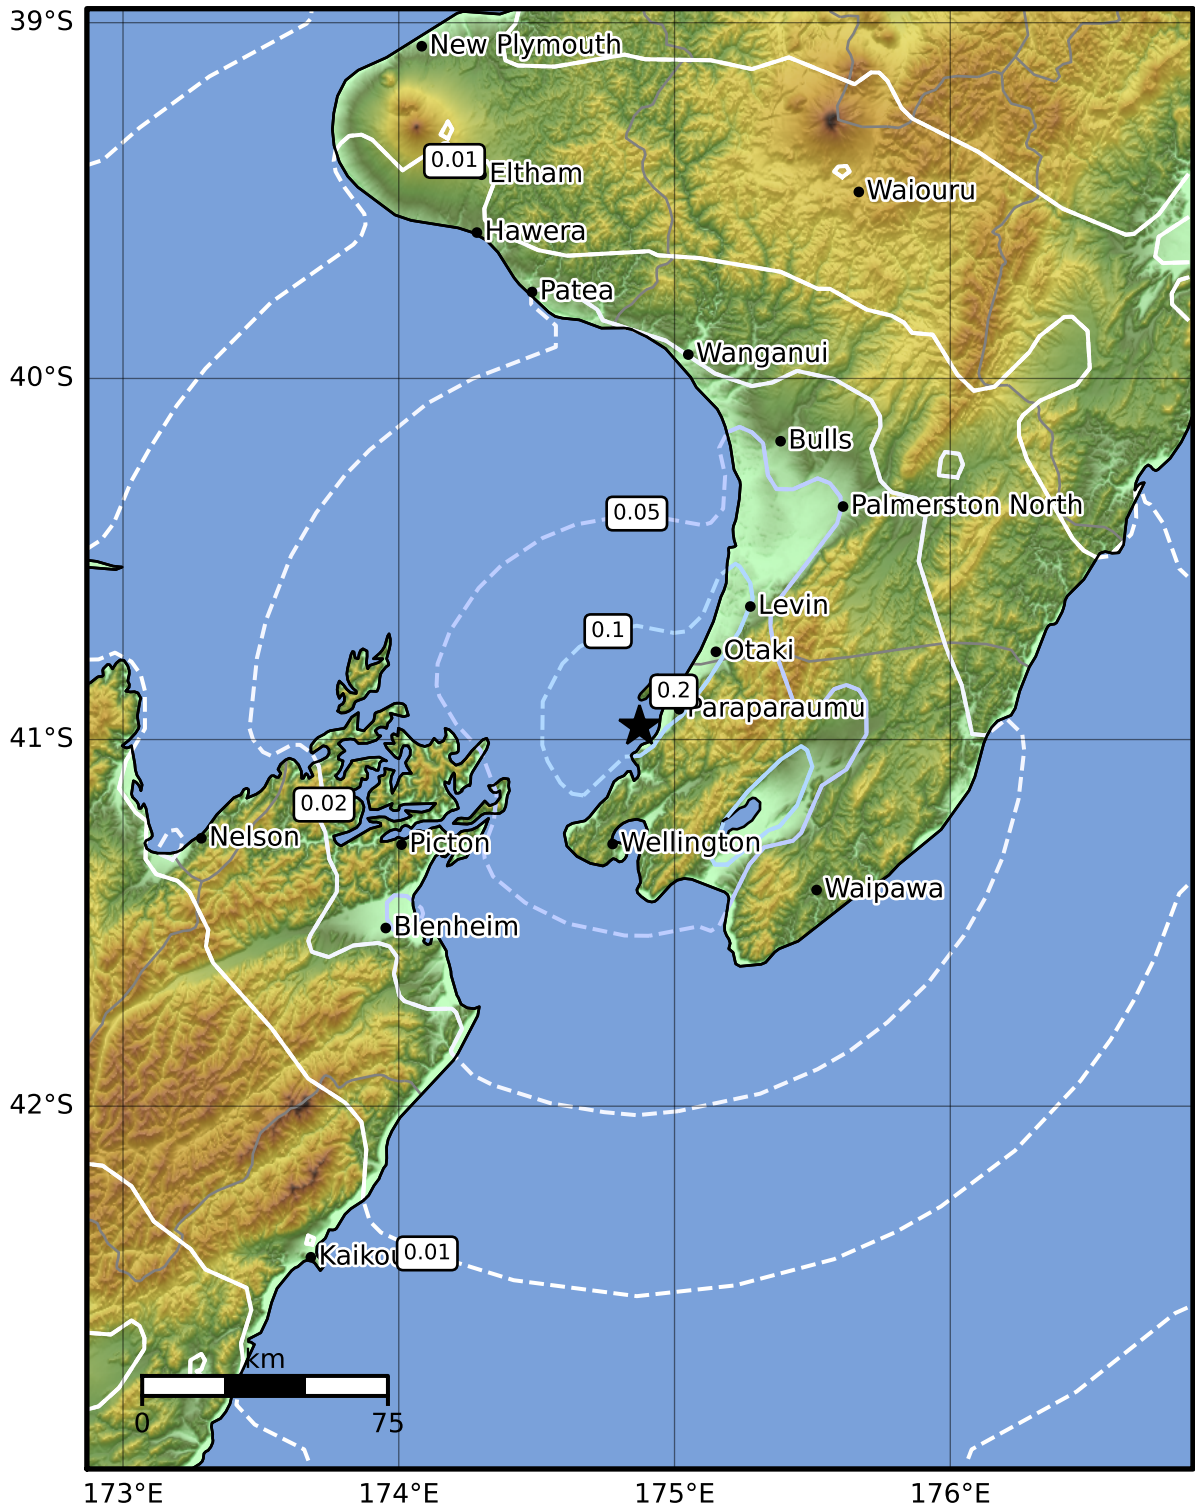 39°S
New Plymouth
0.01
Eltham
Waiouru
Hawera
Patea
Wanganui
40°S
Bulls
Palmerston North
0.05
Levin
0.1
Otaki
0.2
Paraparaumu
41°S
0.02
Nelson
Picton
Wellington
Waipawa
Blenheim
42°S
Kaikou
0.01
km
0
75
173°E
174°E
175°E
176°E